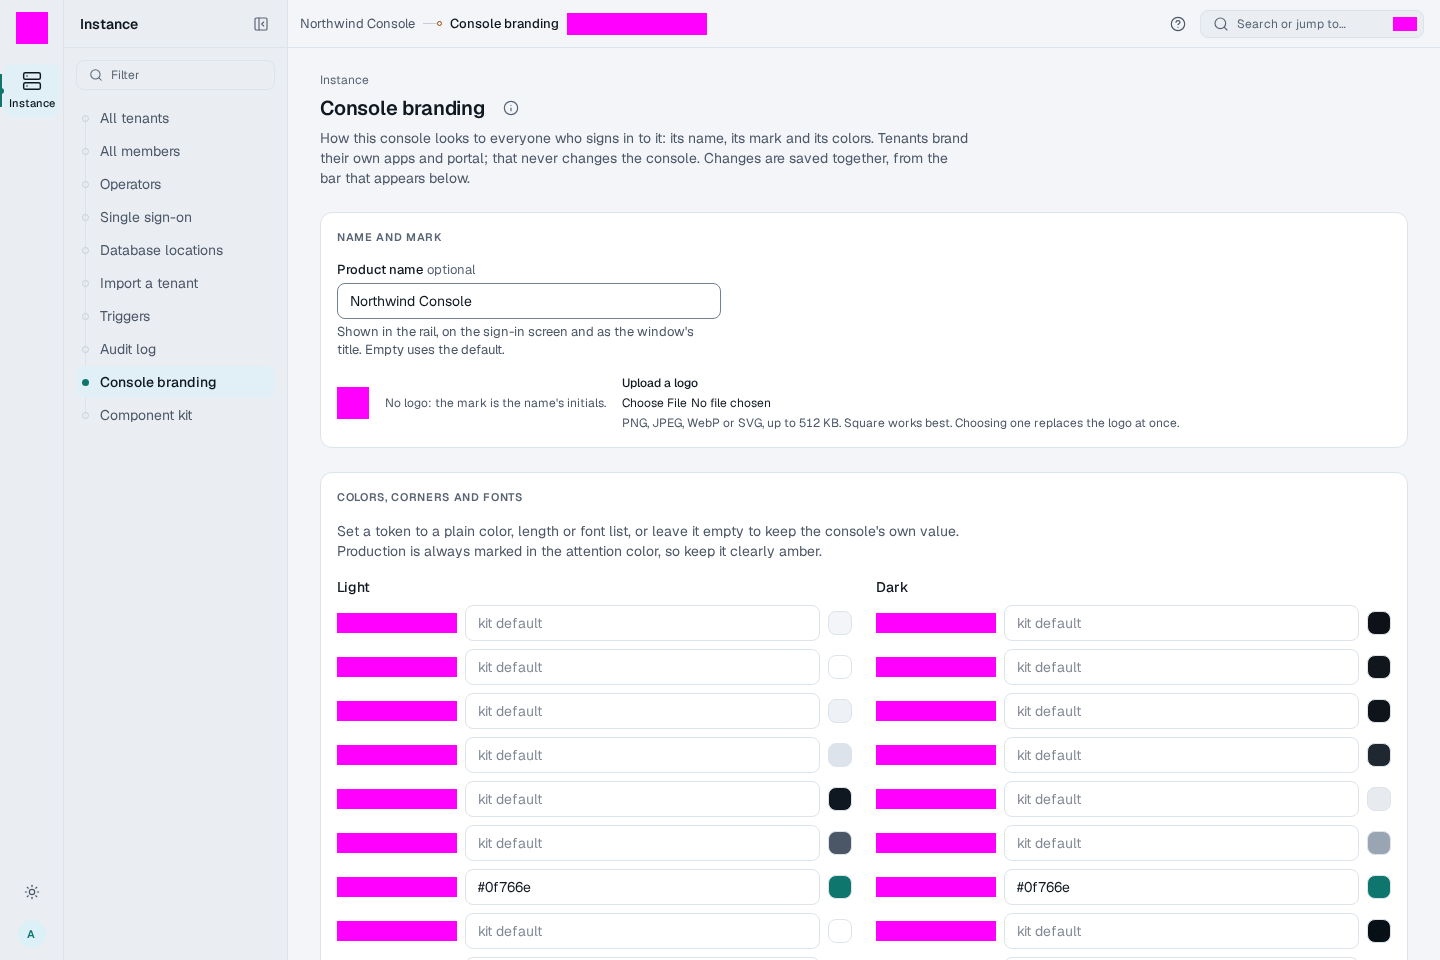 Instance
Instance
Filter
All tenants
All members
Operators
Single sign-on
Database locations
Import a tenant
Triggers
Audit log
Console branding
Component kit
A
Northwind Console
Console branding
Search or jump to…
Instance
Console branding
How this console looks to everyone who signs in to it: its name, its mark and its colors. Tenants brand
their own apps and portal; that never changes the console. Changes are saved together, from the
bar that appears below.
NAME AND MARK
Product name optional
Northwind Console
Shown in the rail, on the sign-in screen and as the window's
title. Empty uses the default.
No logo: the mark is the name's initials.
Upload a logo
Choose File No file chosen
PNG, JPEG, WebP or SVG, up to 512 KB. Square works best. Choosing one replaces the logo at once.
COLORS, CORNERS AND FONTS
Set a token to a plain color, length or font list, or leave it empty to keep the console's own value.
Production is always marked in the attention color, so keep it clearly amber.
Light
kit default
kit default
kit default
kit default
kit default
kit default
#0f766e
kit default
Dark
kit default
kit default
kit default
kit default
kit default
kit default
#0f766e
kit default